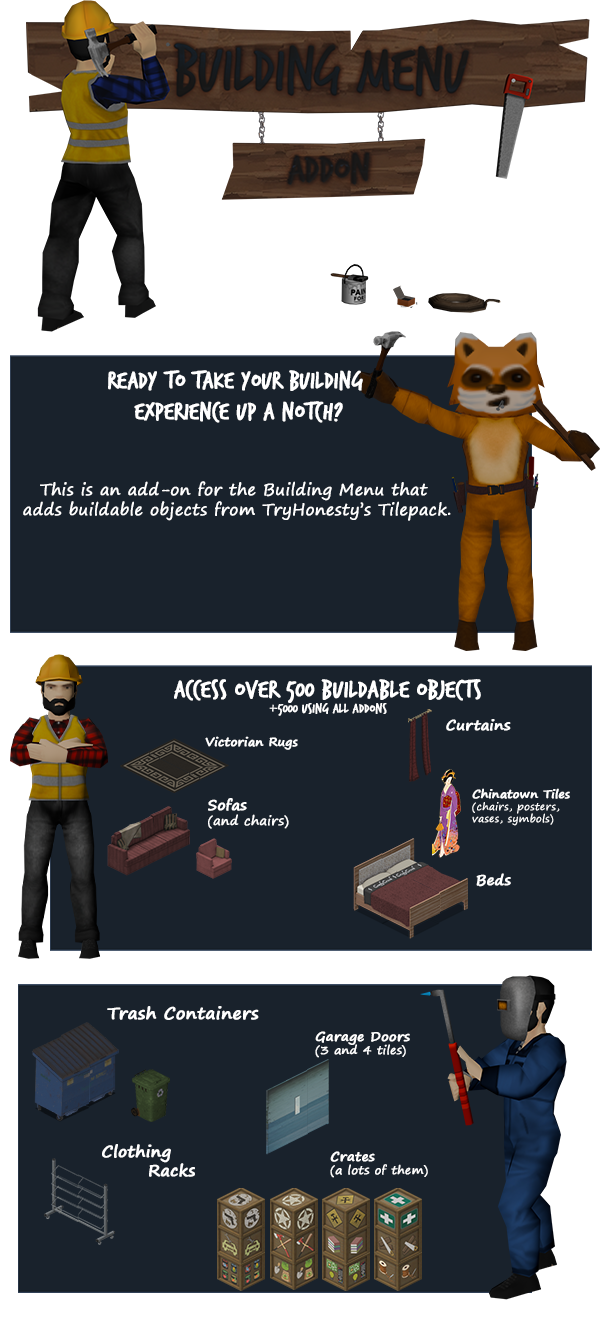 BUILDING MENU
ADDON
PAIN
FOR
READY TO TAKE YOUR BUILDING
EXPERIENCE UP A NOTCH?
This is an add-on for the Building Menu that
adds buildable objects from TryHonesty's Tilepack.
ACCESS OVER 500 BUILDABLE OBJECTS
+5000 USING ALL ADDONS
Victorian Rugs
Curtains
Sofas
(and chairs)
Chinatown Tiles
(chairs, posters,
vases, symbols)
Beds
Trash Containers
Garage Doors
(3 and 4 tiles)
Clothing
Racks
Crates
(a lots of them)